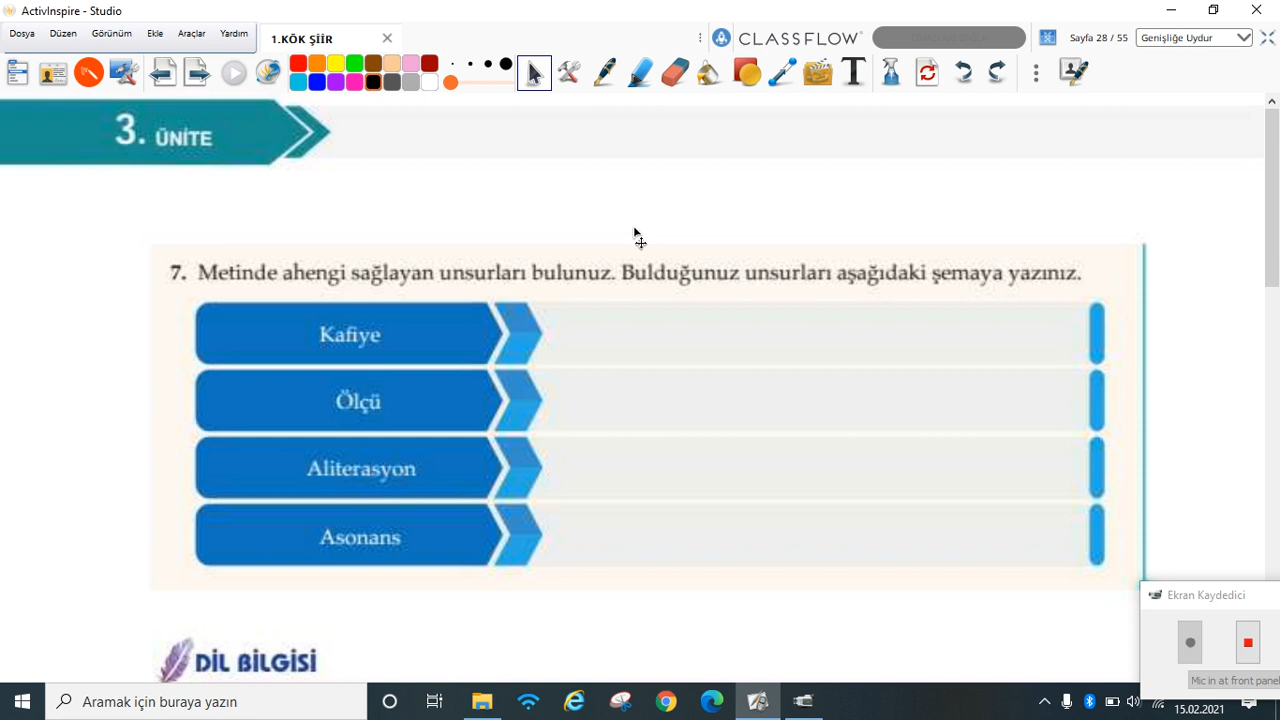 ActivInspire - Studio
Dosya Düzen Görünüm Ekle Araçlar Yardım
1.KÖK ŞİİR
CLASSFLOW
Sayfa 28 / 55
Genişliğe Uydur
3. ÜNİTE
7. Metinde ahengi sağlayan unsurları bulunuz. Bulduğunuz unsurları aşağıdaki şemaya yazınız.
Kafiye
Ölçü
Aliterasyon
Asonans
DİL BİLGİSİ
Ekran Kaydedici
Mic in at front panel
Aramak için buraya yazın
15.02.2021